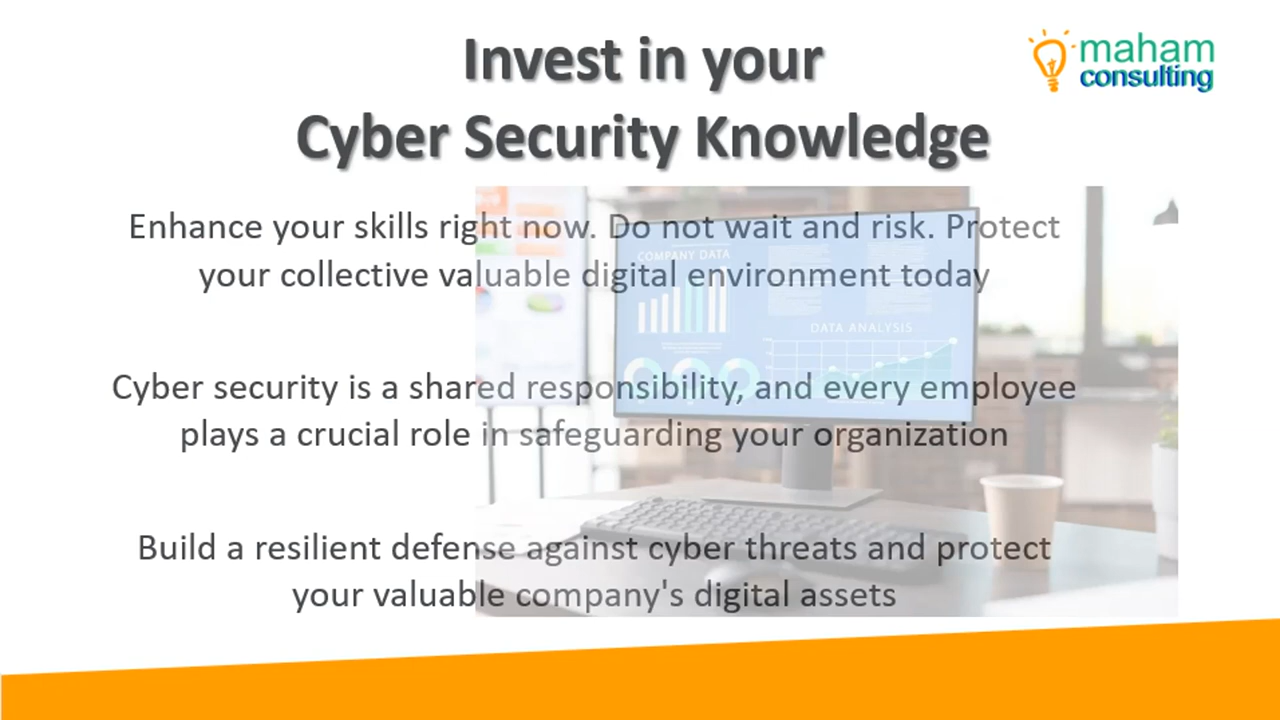 Invest in your
Cyber Security Knowledge
maham
consulting
Enhance your skills right now. Do not wait and risk. Protect
your collective valuable digital environment today
COMPANY DATA
DATA ANALYSIS
Cyber security is a shared responsibility, and every employee
plays a crucial role in safeguarding your organization
Build a resilient defense against cyber threats and protect
your valuable company's digital assets